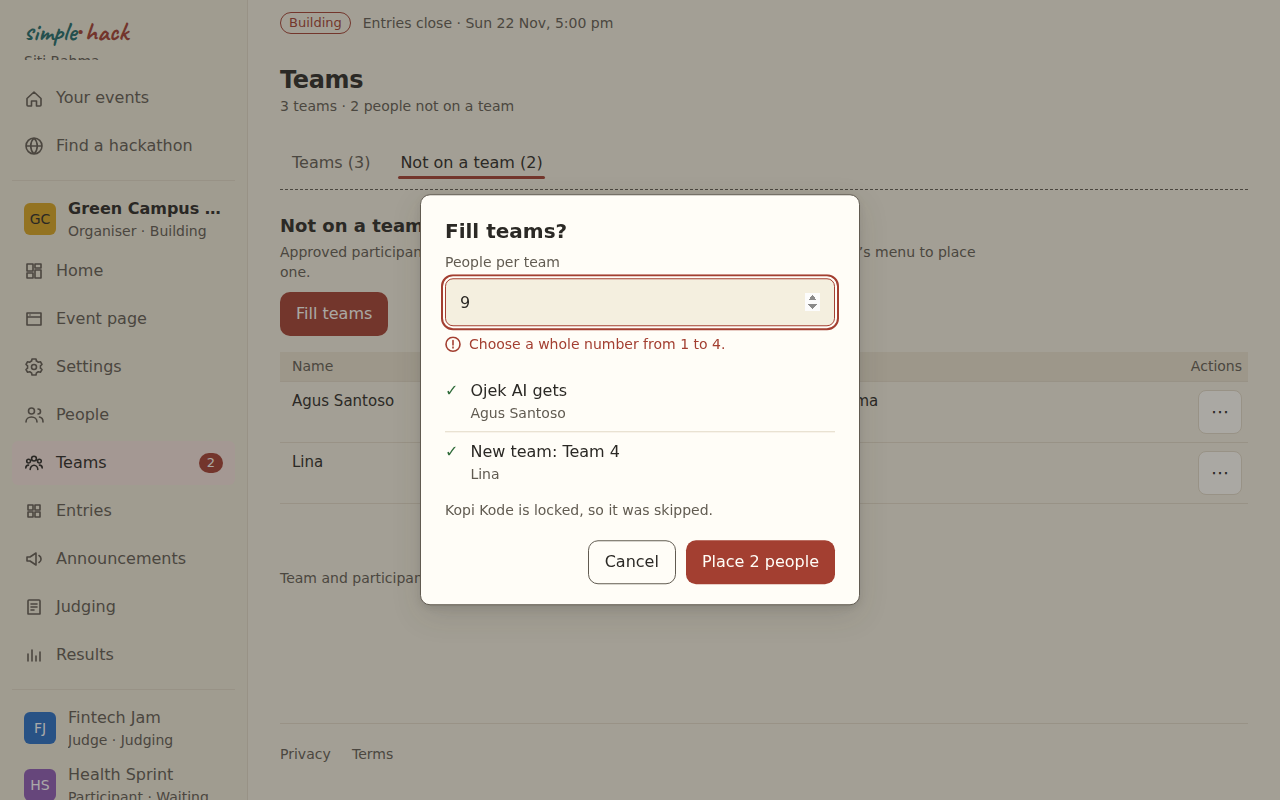 simple·hack
Siti Rahma
Your events
Find a hackathon
GC
Green Campus ...
Organiser · Building
Home
Event page
Settings
People
Teams
2
Entries
Announcements
Judging
Results
FJ
Fintech Jam
Judge · Judging
HS
Health Sprint
Participant · Waiting
Building
Entries close · Sun 22 Nov, 5:00 pm
Teams
3 teams · 2 people not on a team
Teams (3)
Not on a team (2)
Not on a team
Approved participan
's menu to place
one.
Fill teams
Name
Actions
Agus Santoso
ma
Lina
Team and participan
Fill teams?
People per team
9
Choose a whole number from 1 to 4.
✓ Ojek AI gets
Agus Santoso
✓ New team: Team 4
Lina
Kopi Kode is locked, so it was skipped.
Cancel
Place 2 people
Privacy
Terms